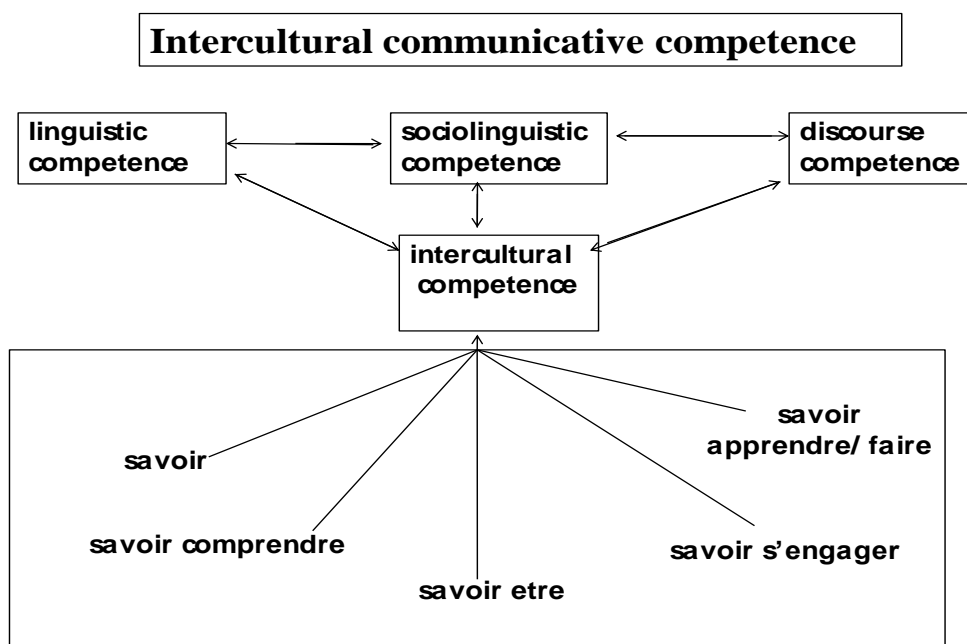 Intercultural communicative competence
linguistic
competence
sociolinguistic
competence
discourse
competence
intercultural
competence
savoir
apprendre/ faire
savoir
savoir comprendre
savoir s'engager
savoir etre